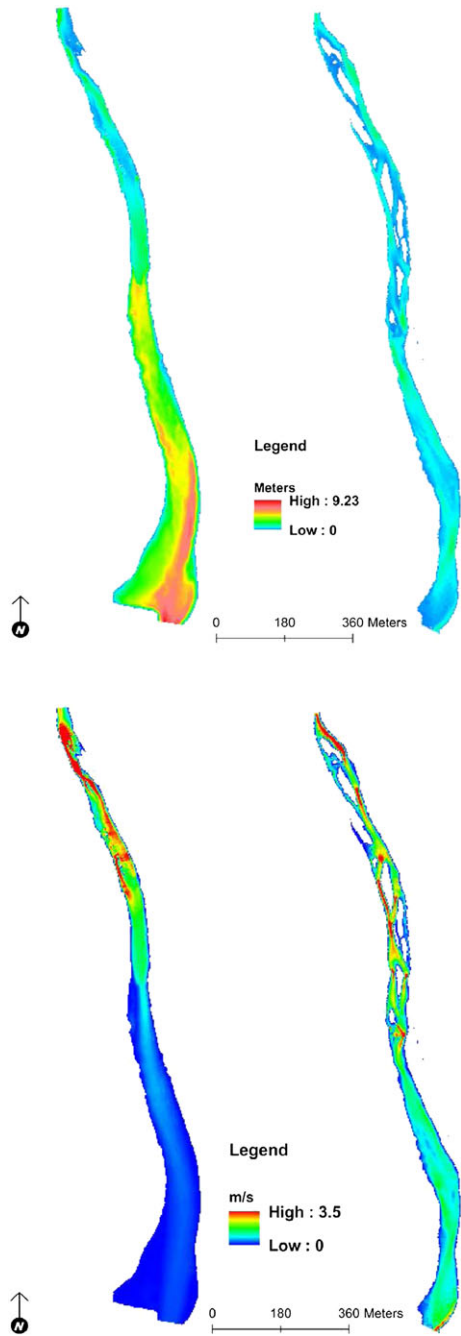 Legend
Meters
High : 9.23
Low : 0
N
0 180 360 Meters
Legend
m/s
High : 3.5
Low : 0
N
0 180 360 Meters